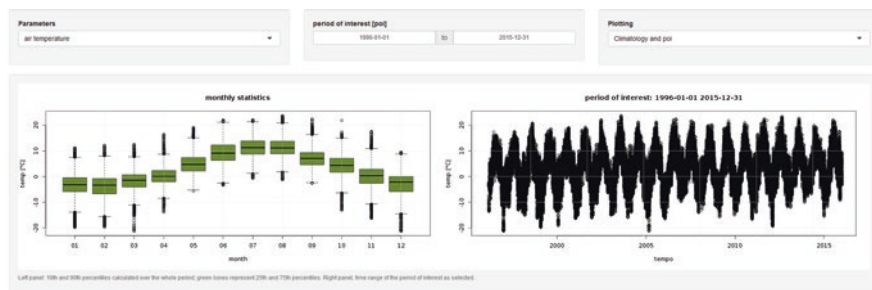 Parameters
air temperature
period of interest [poi]
1996-01-01 to 2015-12-31
Plotting
Climatology and poi
monthly statistics
temp [°C]
20
10
0
-10
-20
01 02 03 04 05 06 07 08 09 10 11 12
month
period of interest: 1996-01-01 2015-12-31
temp [°C]
20
10
0
-10
-20
2000 2005 2010 2015
tempo
Left panel: 10th and 90th percentiles calculated over the whole period; green boxes represent 25th and 75th percentiles. Right panel, time range of the period of interest as selected.